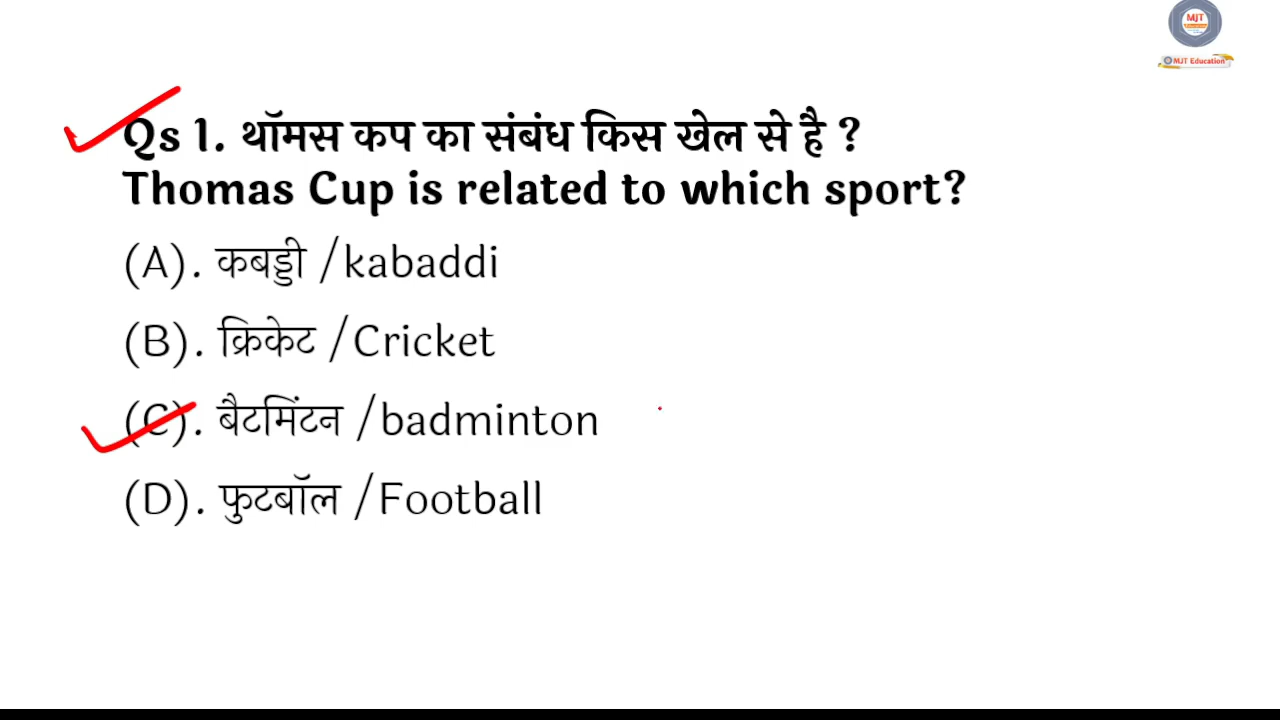 MJT
Education
MJT Education
Qs 1. थॉमस कप का संबंध किस खेल से है ?
Thomas Cup is related to which sport?
(A). कबड्डी /kabaddi
(B). क्रिकेट /Cricket
(C). बैटमिंटन /badminton
(D). फुटबॉल /Football